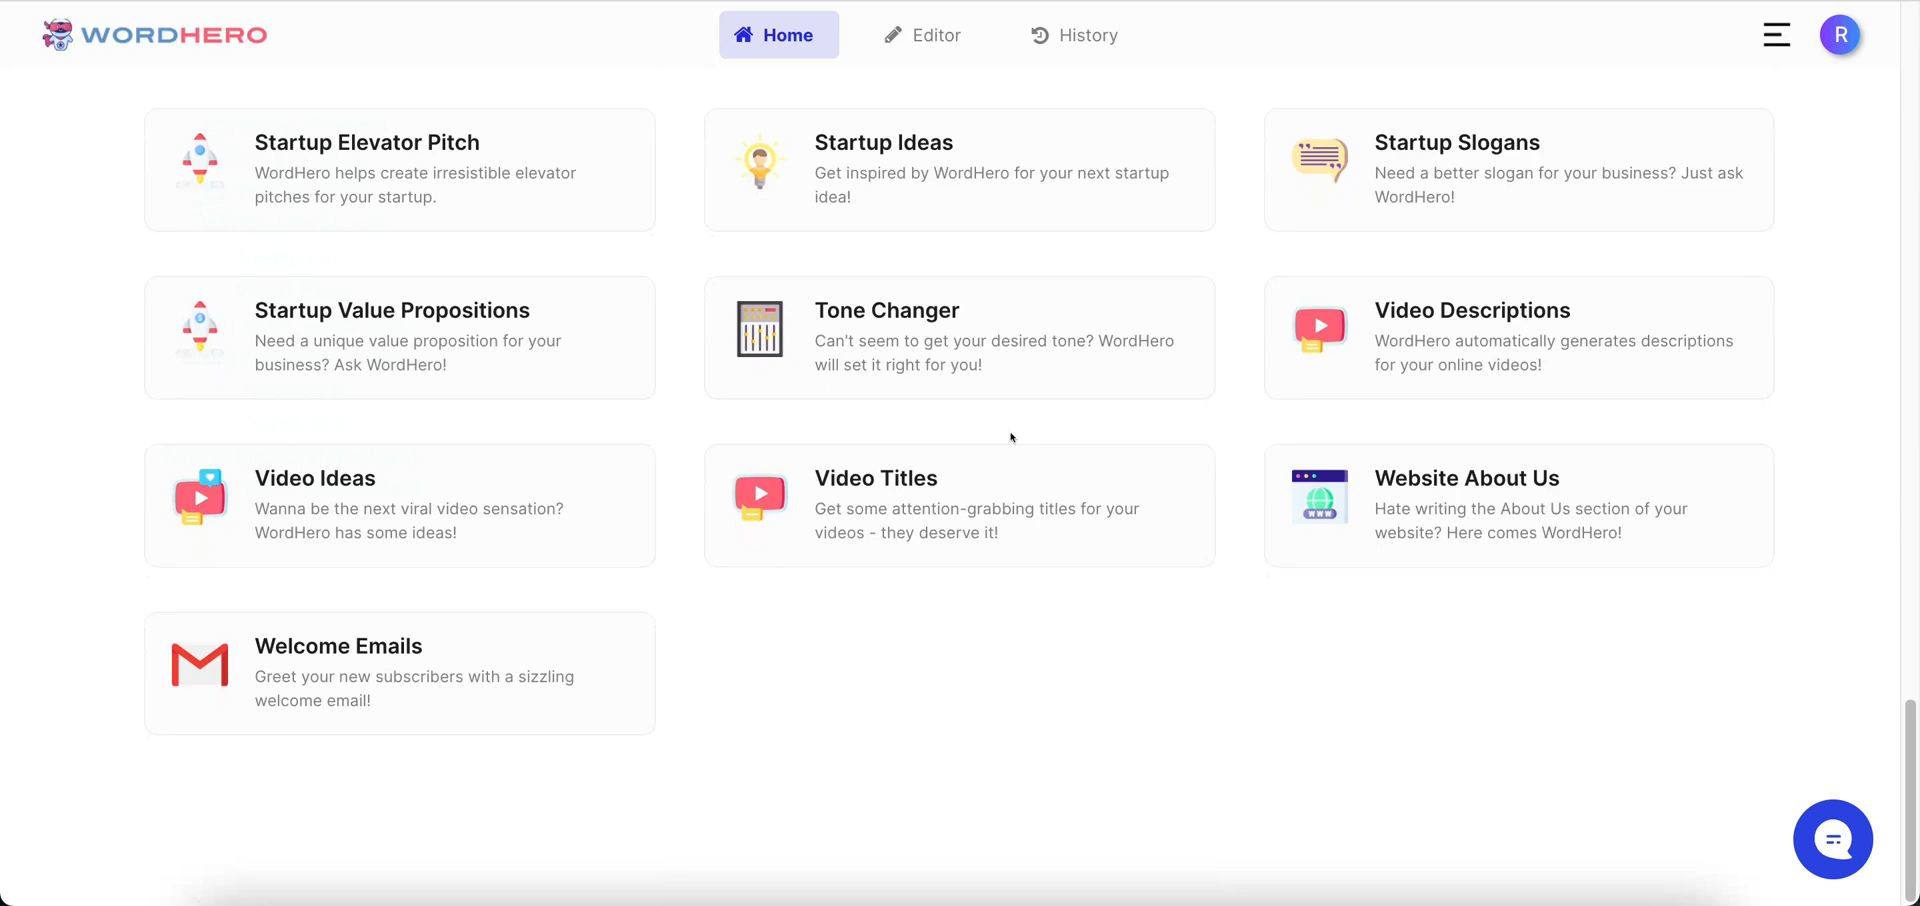 WORDHERO
Home
Editor
History
R
Startup Elevator Pitch
WordHero helps create irresistible elevator
pitches for your startup.
Startup Ideas
Get inspired by WordHero for your next startup
idea!
Startup Slogans
Need a better slogan for your business? Just ask
WordHero!
Startup Value Propositions
Need a unique value proposition for your
business? Ask WordHero!
Tone Changer
Can't seem to get your desired tone? WordHero
will set it right for you!
Video Descriptions
WordHero automatically generates descriptions
for your online videos!
Video Ideas
Wanna be the next viral video sensation?
WordHero has some ideas!
Video Titles
Get some attention-grabbing titles for your
videos - they deserve it!
WWW
Website About Us
Hate writing the About Us section of your
website? Here comes WordHero!
Welcome Emails
Greet your new subscribers with a sizzling
welcome email!